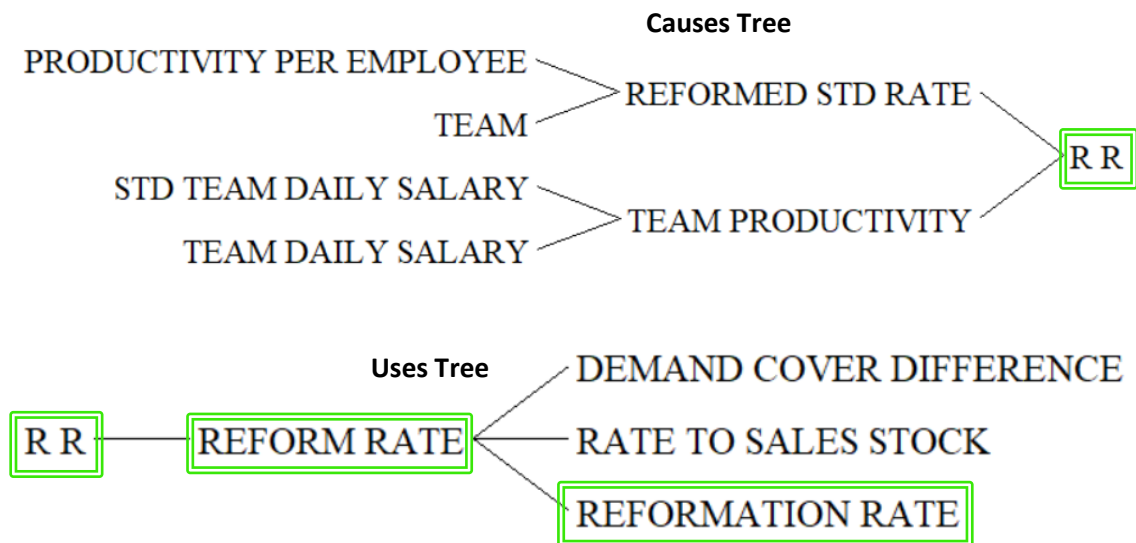 Causes Tree
PRODUCTIVITY PER EMPLOYEE
REFORMED STD RATE
TEAM
R R
STD TEAM DAILY SALARY
TEAM PRODUCTIVITY
TEAM DAILY SALARY
Uses Tree
DEMAND COVER DIFFERENCE
R R
REFORM RATE
RATE TO SALES STOCK
REFORMATION RATE